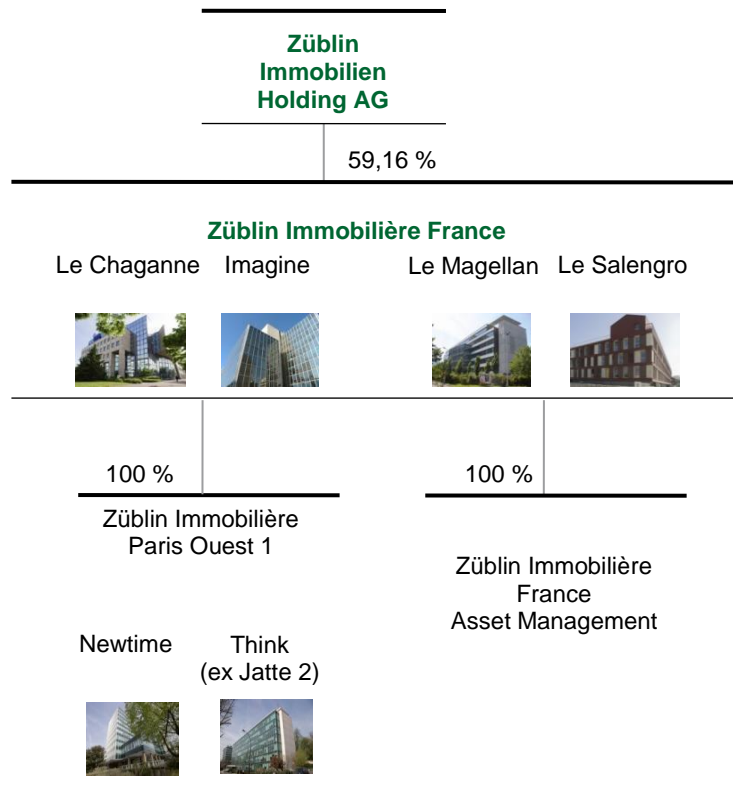 Züblin
Immobilien
Holding AG
59,16 %
Züblin Immobilière France
Le Chaganne Imagine Le Magellan Le Salengro
100 % 100 %
Züblin Immobilière
Paris Ouest 1
Züblin Immobilière
France
Asset Management
Newtime Think
(ex Jatte 2)